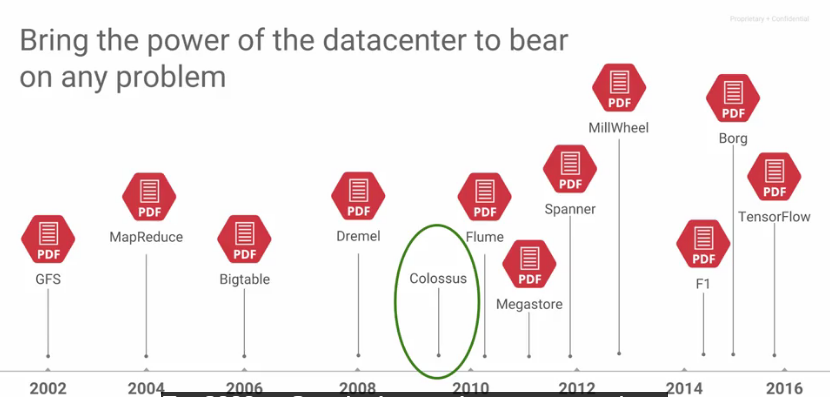 Proprietary + Confidential
Bring the power of the datacenter to bear
on any problem
PDF
MillWheel
PDF
Borg
PDF
Spanner
PDF
TensorFlow
PDF
MapReduce
PDF
Dremel
PDF
Flume
PDF
GFS
PDF
Bigtable
Colossus
PDF
Megastore
PDF
F1
2002 2004 2006 2008 2010 2012 2014 2016